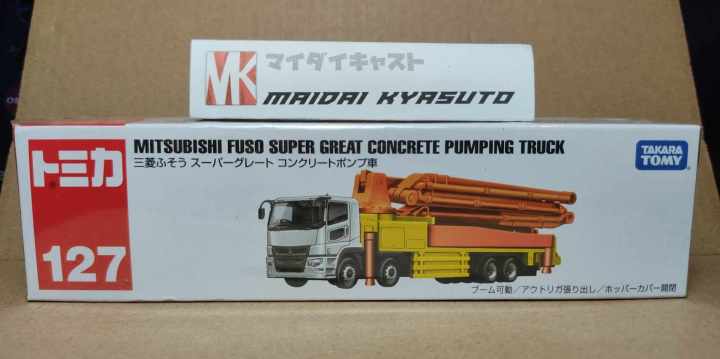 MK
マイダイキャスト
MAIDAI KYASUTO
トミカ
127
MITSUBISHI FUSO SUPER GREAT CONCRETE PUMPING TRUCK
三菱ふそう スーパーグレート コンクリートポンプ車
TAKARA
TOMY
ブーム可動／アウトリガ張り出し／ホッパーカバー開閉